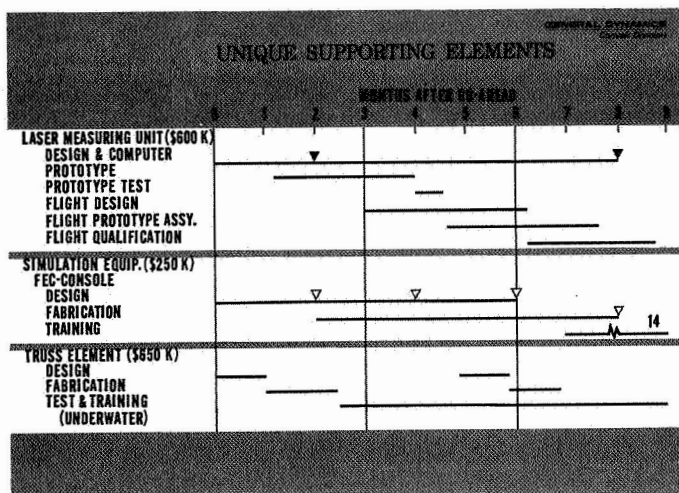 GENERAL DYNAMICS
Convair Division
UNIQUE SUPPORTING ELEMENTS
MONTHS AFTER GO-AHEAD
0 1 2 3 4 5 6 7 8 9
LASER MEASURING UNIT ($600 K)
DESIGN & COMPUTER
PROTOTYPE
PROTOTYPE TEST
FLIGHT DESIGN
FLIGHT PROTOTYPE ASSY.
FLIGHT QUALIFICATION
SIMULATION EQUIP. ($250 K)
FEC-CONSOLE
DESIGN
FABRICATION
TRAINING
14
TRUSS ELEMENT ($650 K)
DESIGN
FABRICATION
TEST & TRAINING
(UNDERWATER)